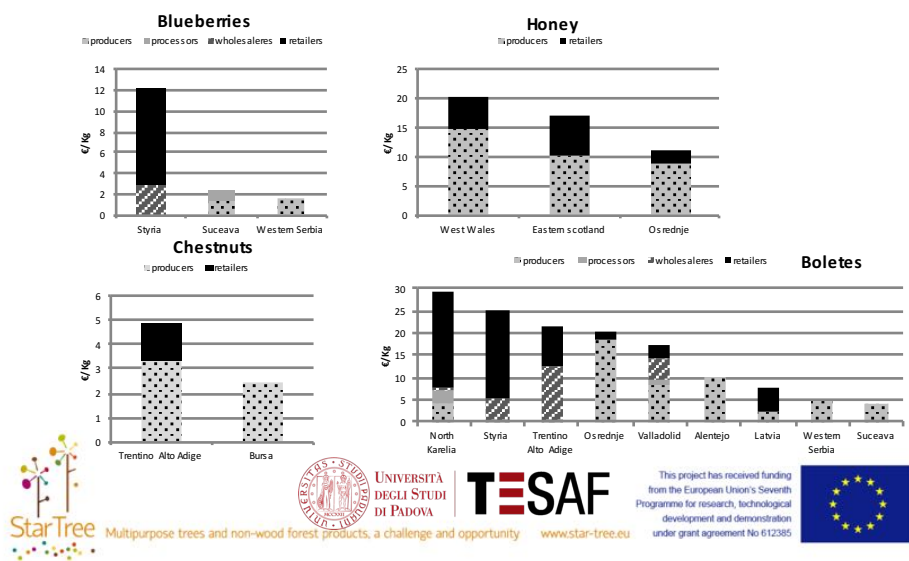 Blueberries
producers processors wholesaleres retailers
14
12
10
8
6
4
2
0
€/Kg
Styria Suceava Western Serbia
Honey
producers retailers
25
20
15
10
5
0
€/Kg
West Wales Eastern scotland Osrednje
Chestnuts
producers retailers
6
5
4
3
2
1
0
€/Kg
Trentino Alto Adige Bursa
Boletes
producers processors wholesaleres retailers
30
25
20
15
10
5
0
€/Kg
North Karelia Styria Trentino Alto Adige Osrednje Valladolid Alentejo Latvia Western Serbia Suceava
StarTree
Multipurpose trees and non-wood forest products, a challenge and opportunity www.star-tree.eu
UNIVERSITÀ
DEGLI STUDI
DI PADOVA
TESAF
This project has received funding
from the European Union's Seventh
Programme for research, technological
development and demonstration
under grant agreement No 612385